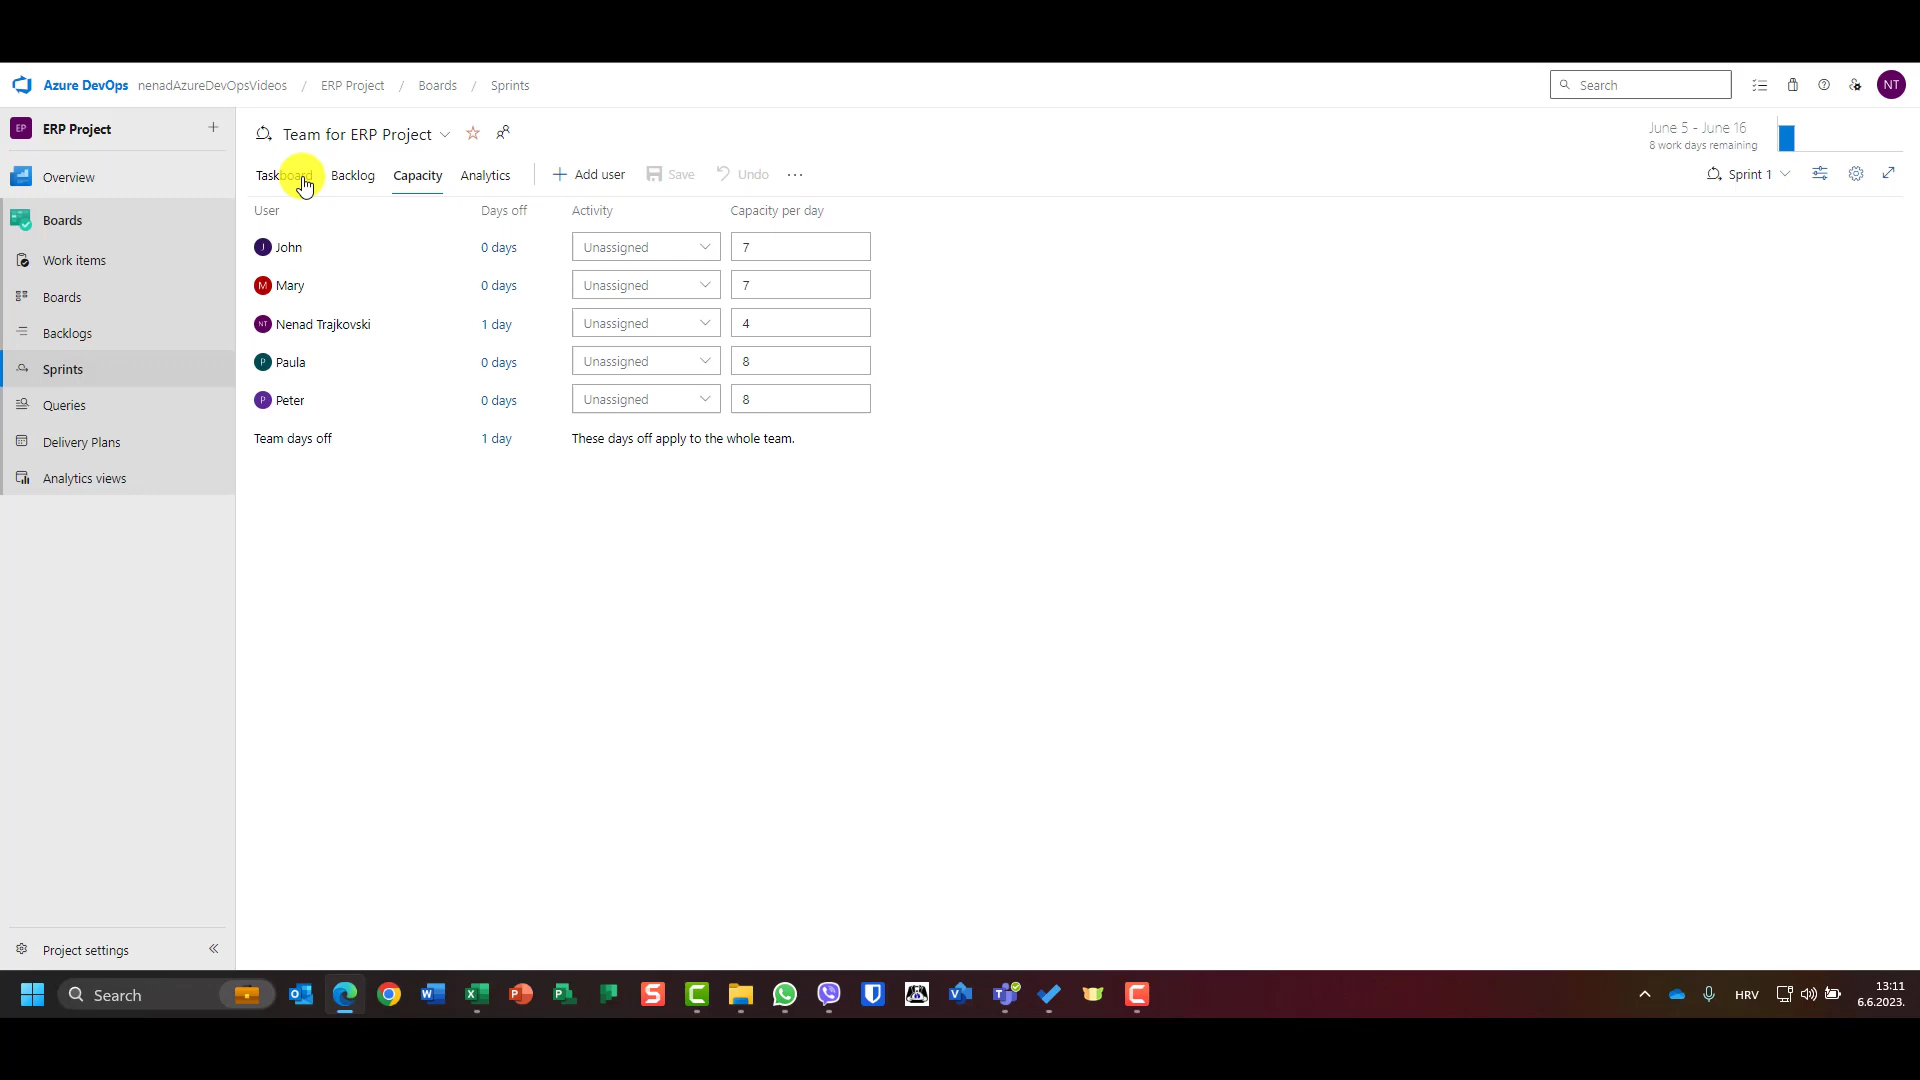 Azure DevOps nenadAzureDevOpsVideos / ERP Project / Boards / Sprints Search NT
EP ERP Project +
Team for ERP Project
June 5 - June 16
8 work days remaining
Taskboard Backlog Capacity Analytics Add user Save Undo ... Sprint 1
Overview
Boards
Work items
Boards
Backlogs
Sprints
Queries
Delivery Plans
Analytics views
User Days off Activity Capacity per day
J John 0 days Unassigned 7
M Mary 0 days Unassigned 7
NT Nenad Trajkovski 1 day Unassigned 4
P Paula 0 days Unassigned 8
P Peter 0 days Unassigned 8
Team days off 1 day These days off apply to the whole team.
Project settings
Search HRV 13:11
6.6.2023.